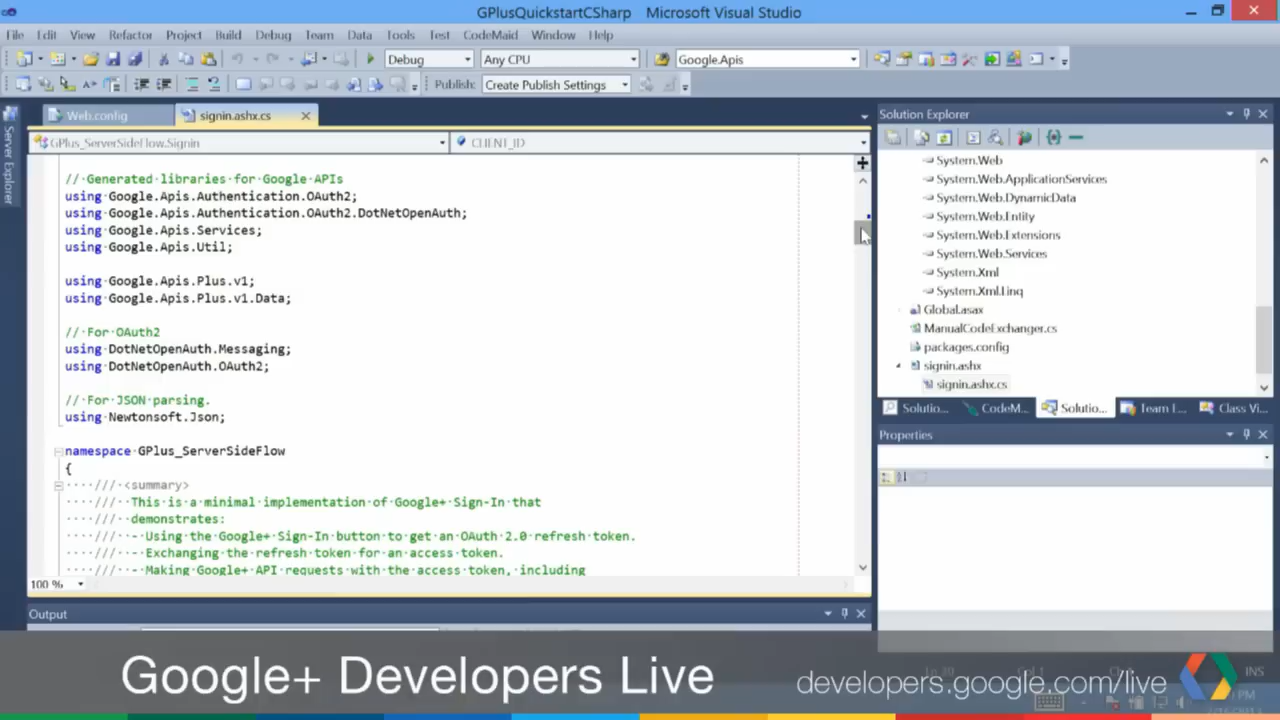 GPlusQuickstartCSharp    Microsoft Visual Studio
File Edit View Refactor Project Build Debug Team Data Tools Test CodeMaid Window Help
Debug Any CPU Google.Apis
Publish: Create Publish Settings
Server Explorer
Web.config signin.ashx.cs
GPlus_ServerSideFlow.Signin CLIENT_ID
// Generated libraries for Google APIs
using Google.Apis.Authentication.OAuth2;
using Google.Apis.Authentication.OAuth2.DotNetOpenAuth;
using Google.Apis.Services;
using Google.Apis.Util;
using Google.Apis.Plus.v1;
using Google.Apis.Plus.v1.Data;
// For OAuth2
using DotNetOpenAuth.Messaging;
using DotNetOpenAuth.OAuth2;
// For JSON parsing.
using Newtonsoft.Json;
namespace GPlus_ServerSideFlow
{
/// <summary>
/// This is a minimal implementation of Google+ Sign-In that
/// demonstrates:
/// - Using the Google+ Sign-In button to get an OAuth 2.0 refresh token.
/// - Exchanging the refresh token for an access token.
/// - Making Google+ API requests with the access token, including
100 %
Output
Solution Explorer
System.Web
System.Web.ApplicationServices
System.Web.DynamicData
System.Web.Entity
System.Web.Extensions
System.Web.Services
System.Xml
System.Xml.Linq
Global.asax
ManualCodeExchanger.cs
packages.config
signin.ashx
signin.ashx.cs
Solutio... CodeM... Solutio... Team E... Class Vi...
Properties
INS
Google+ Developers Live
developers.google.com/live